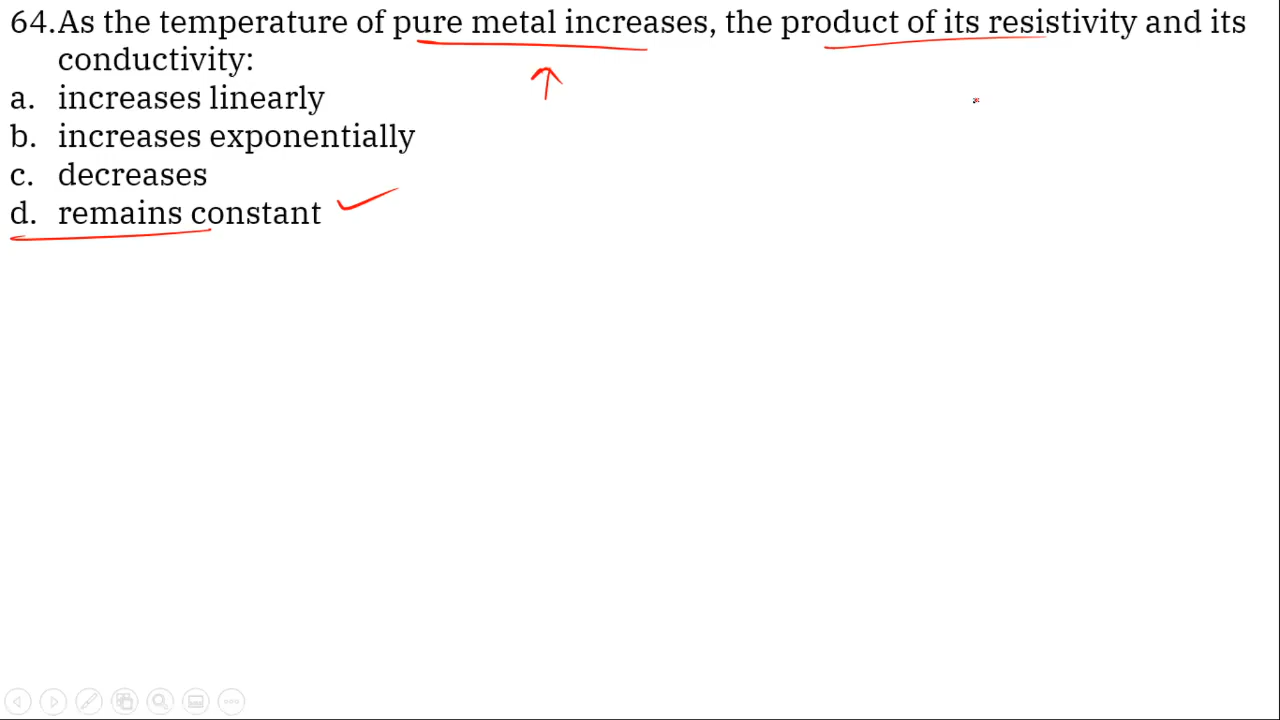 64.As the temperature of pure metal increases, the product of its resistivity and its
conductivity:
a. increases linearly
b. increases exponentially
c. decreases
d. remains constant